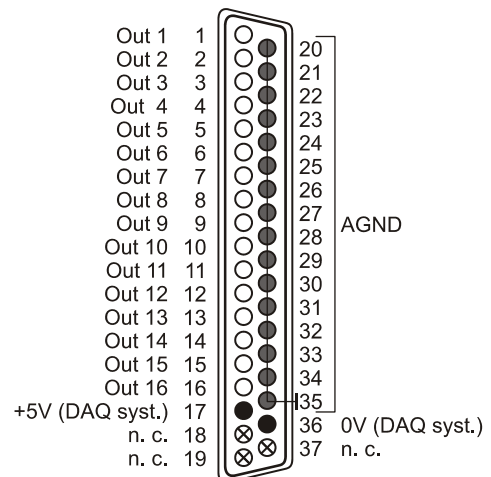 Out 1 1
Out 2 2
Out 3 3
Out 4 4
Out 5 5
Out 6 6
Out 7 7
Out 8 8
Out 9 9
Out 10 10
Out 11 11
Out 12 12
Out 13 13
Out 14 14
Out 15 15
Out 16 16
+5V (DAQ syst.) 17
n. c. 18
n. c. 19
20
21
22
23
24
25
26
27
28
29
30
31
32
33
34
35
AGND
36 0V (DAQ syst.)
37 n. c.